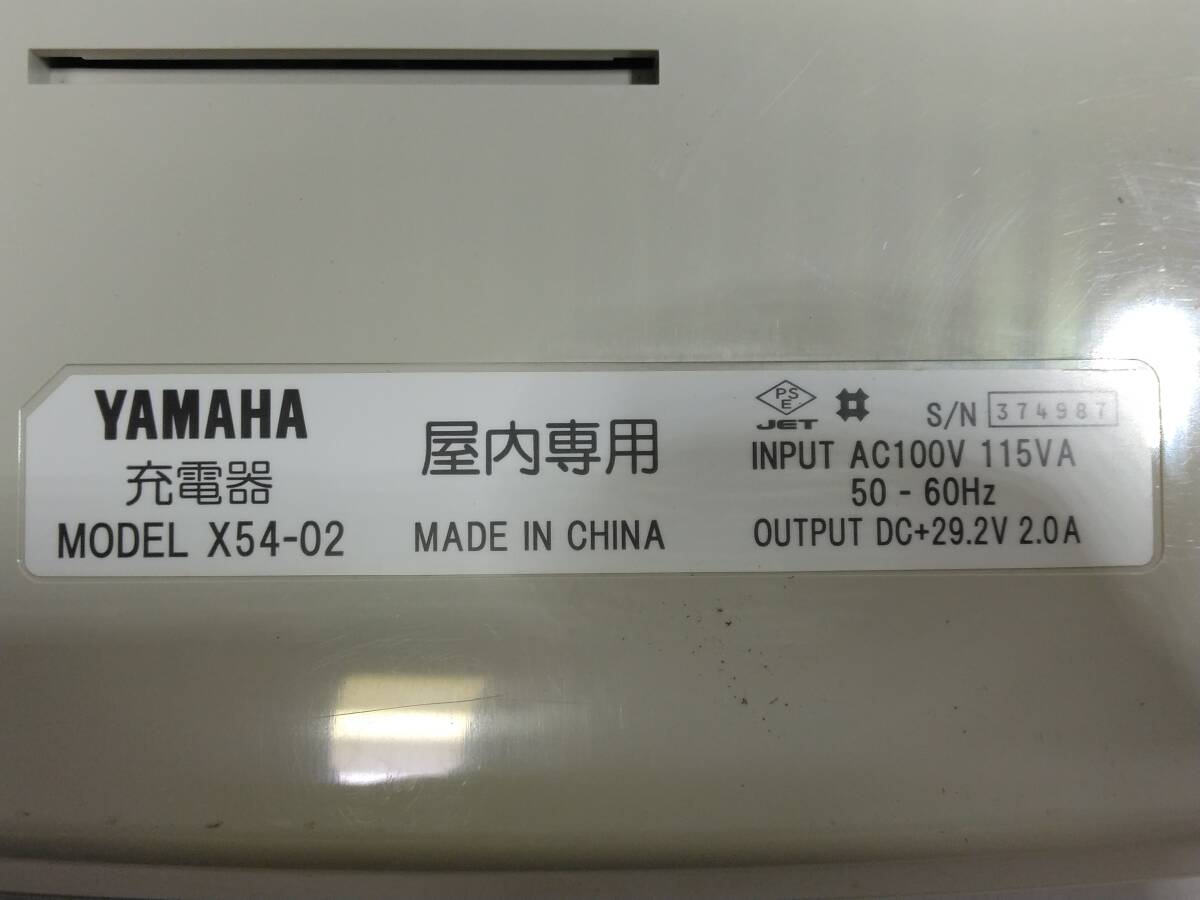 YAMAHA
充電器
MODEL X54-02
屋内専用
MADE IN CHINA
PS
E
JET
S/N 374987
INPUT AC100V 115VA
50 - 60Hz
OUTPUT DC+29.2V 2.0A